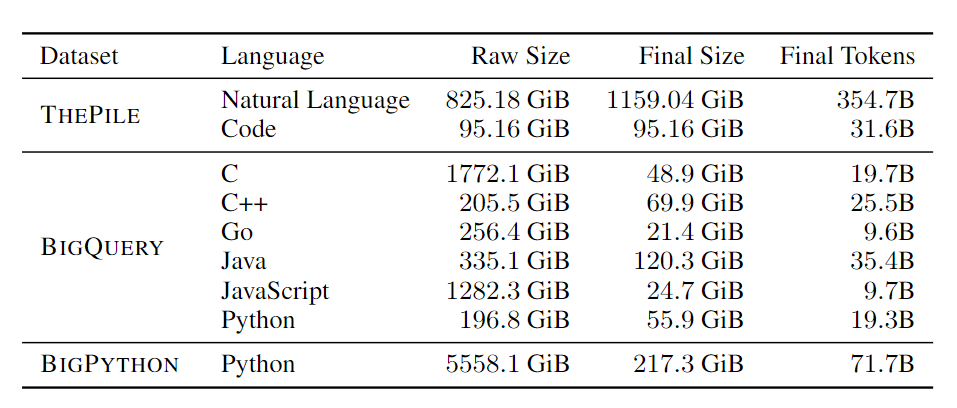 Dataset Language Raw Size Final Size Final Tokens
THEPILE Natural Language 825.18 GiB 1159.04 GiB 354.7B
Code 95.16 GiB 95.16 GiB 31.6B
BIGQUERY C 1772.1 GiB 48.9 GiB 19.7B
C++ 205.5 GiB 69.9 GiB 25.5B
Go 256.4 GiB 21.4 GiB 9.6B
Java 335.1 GiB 120.3 GiB 35.4B
JavaScript 1282.3 GiB 24.7 GiB 9.7B
Python 196.8 GiB 55.9 GiB 19.3B
BIGPYTHON Python 5558.1 GiB 217.3 GiB 71.7B